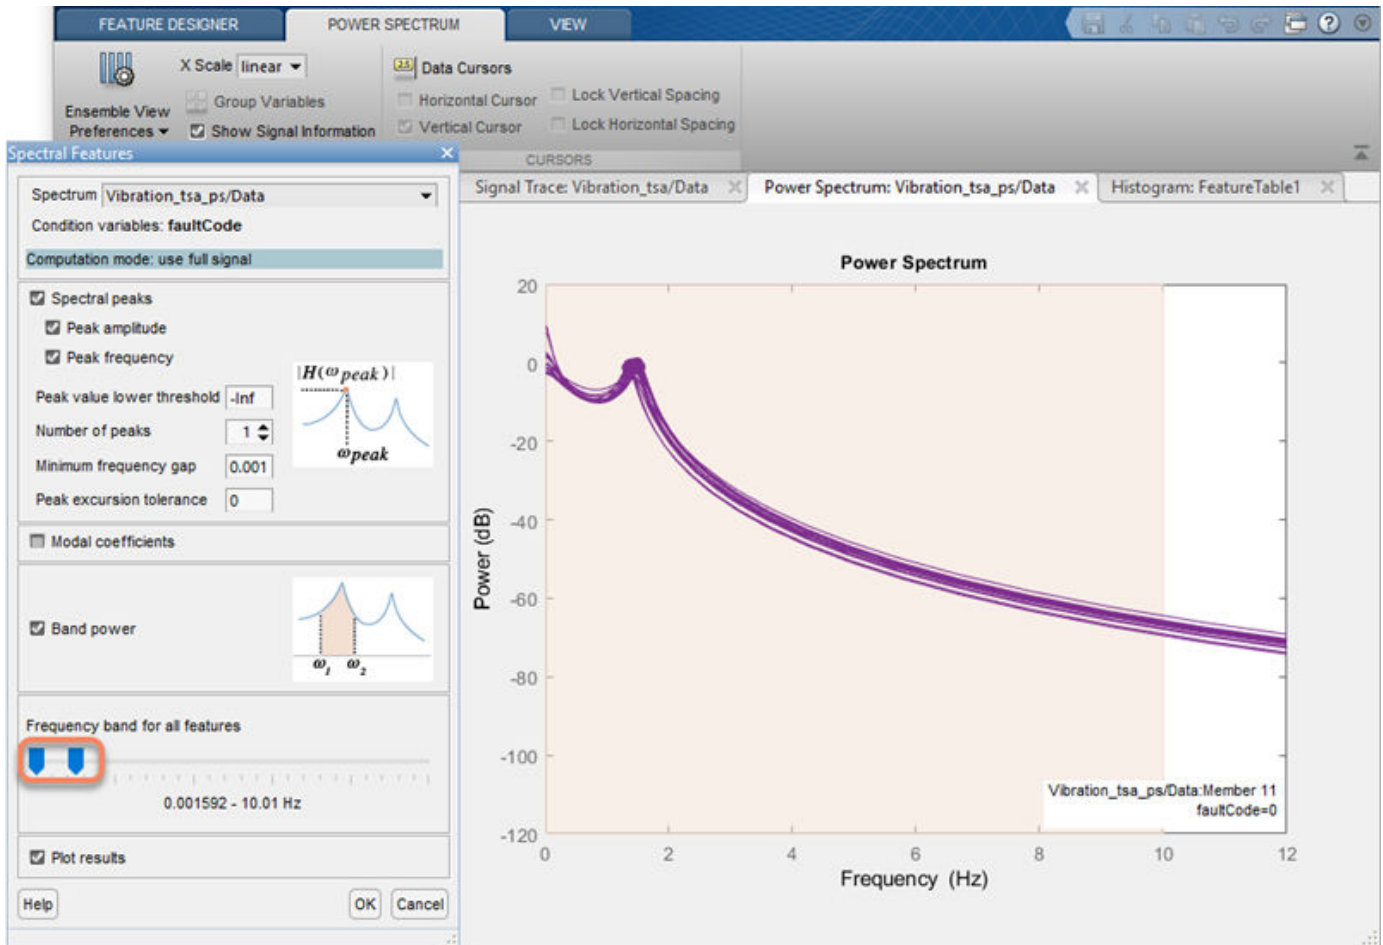 FEATURE DESIGNER
POWER SPECTRUM
VIEW
X Scale linear
Data Cursors
Group Variables
Horizontal Cursor
Lock Vertical Spacing
Ensemble View
Preferences
Show Signal Information
Vertical Cursor
Lock Horizontal Spacing
CURSORS
Spectral Features
Spectrum Vibration_tsa_ps/Data
Condition variables: faultCode
Computation mode: use full signal
Spectral peaks
Peak amplitude
Peak frequency
Peak value lower threshold -Inf
Number of peaks 1
Minimum frequency gap 0.001
Peak excursion tolerance 0
|H(ωpeak)|
ωpeak
Modal coefficients
Band power
ω1 ω2
Frequency band for all features
0.001592 - 10.01 Hz
Plot results
Help OK Cancel
Signal Trace: Vibration_tsa/Data
Power Spectrum: Vibration_tsa_ps/Data
Histogram: FeatureTable1
Power Spectrum
20
0
-20
-40
-60
-80
-100
-120
Power (dB)
Vibration_tsa_ps/Data:Member 11
faultCode=0
0 2 4 6 8 10 12
Frequency (Hz)